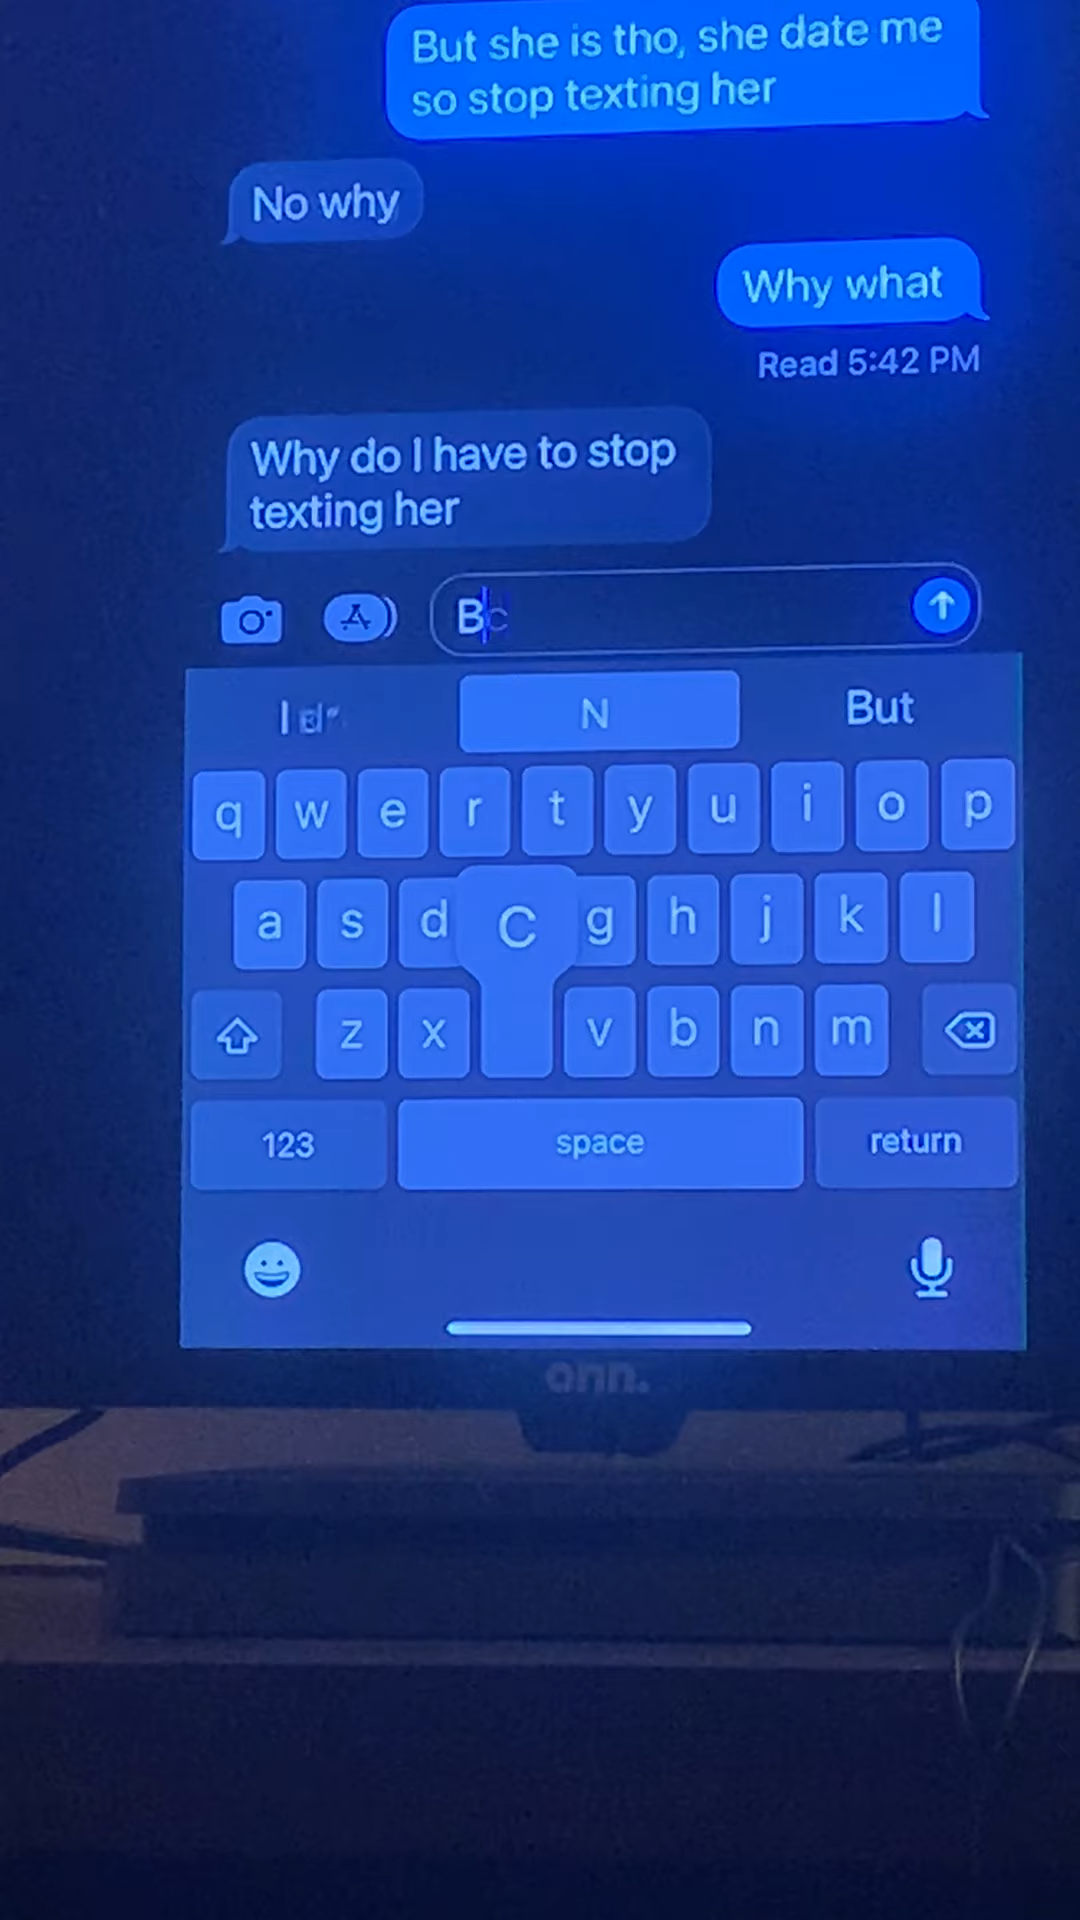 But she is tho, she date me
so stop texting her
No why
Why what
Read 5:42 PM
Why do I have to stop
texting her
Bc
N But
q w e r t y u i o p
a s d C g h j k l
z x v b n m
123 space return
onn.